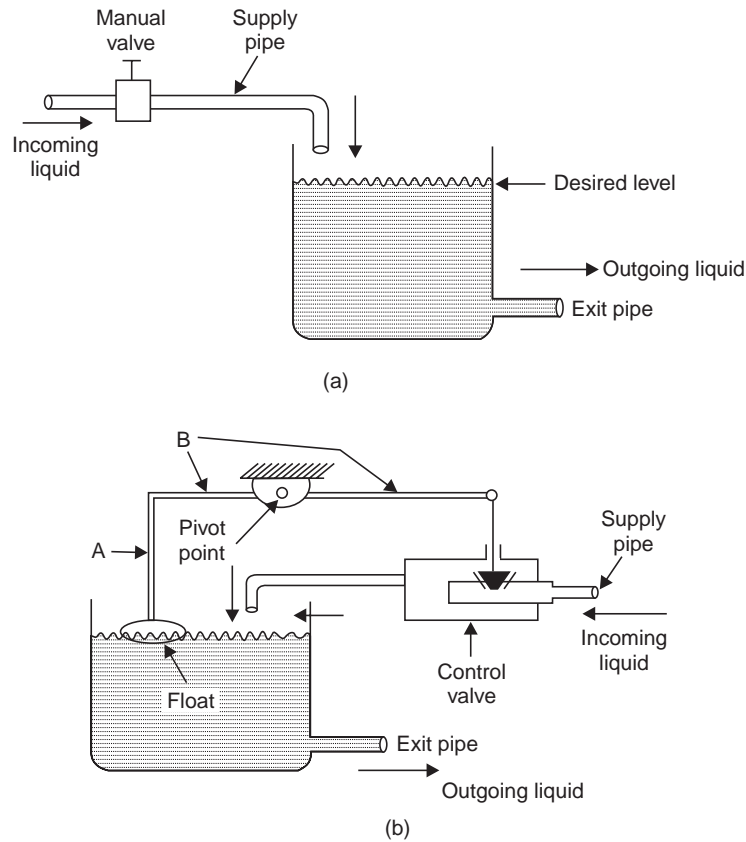 Manual
valve
Supply
pipe
Incoming
liquid
Desired level
Outgoing liquid
Exit pipe
(a)
B
A
Pivot
point
Supply
pipe
Incoming
liquid
Control
valve
Float
Exit pipe
Outgoing liquid
(b)